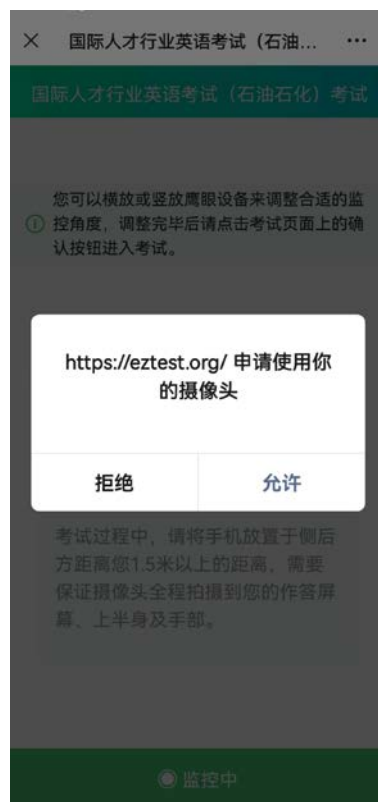 国际人才行业英语考试（石油...
国际人才行业英语考试（石油石化）考试
您可以横放或竖放鹰眼设备来调整合适的监
控角度，调整完毕后请点击考试页面上的确
认按钮进入考试。
https://eztest.org/ 申请使用你
的摄像头
拒绝
允许
考试过程中，请将手机放置于侧后
方距离您1.5米以上的距离，需要
保证摄像头全程拍摄到您的作答屏
幕、上半身及手部。
监控中